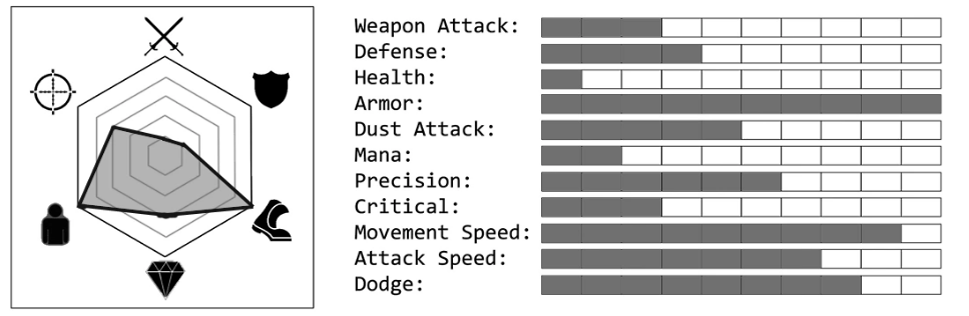 Weapon Attack:
Defense:
Health:
Armor:
Dust Attack:
Mana:
Precision:
Critical:
Movement Speed:
Attack Speed:
Dodge: